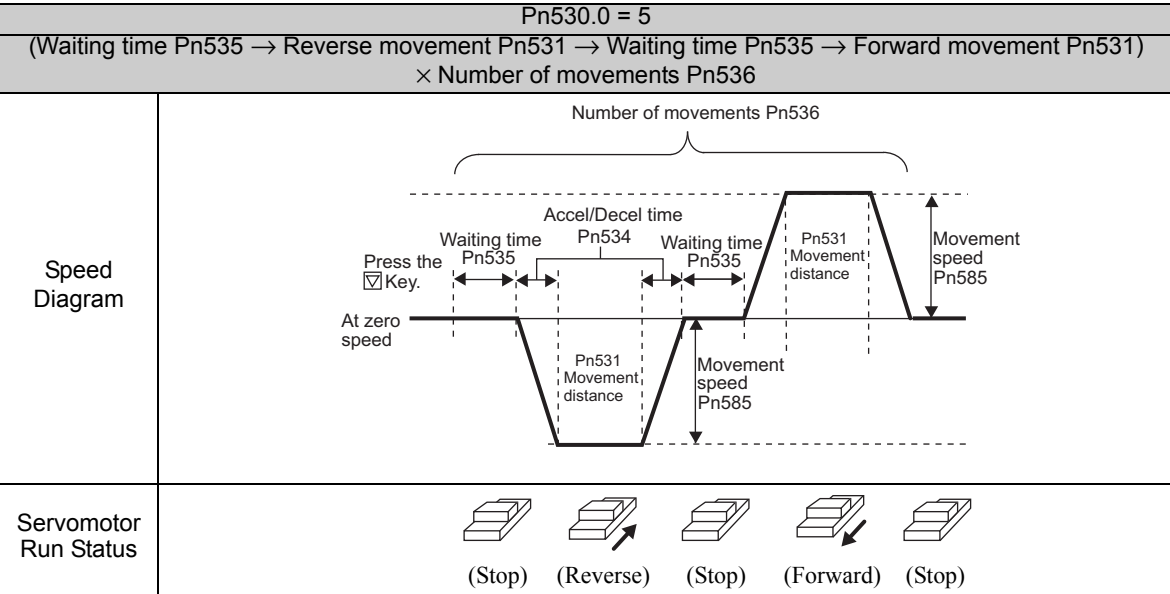 Pn530.0 = 5
(Waiting time Pn535 → Reverse movement Pn531 → Waiting time Pn535 → Forward movement Pn531)
× Number of movements Pn536
Speed
Diagram
Number of movements Pn536
Accel/Decel time
Pn534
Waiting time
Pn535
Waiting time
Pn535
Press the
▽ Key.
Pn531
Movement
distance
Movement
speed
Pn585
At zero
speed
Pn531
Movement
distance
Movement
speed
Pn585
Servomotor
Run Status
(Stop) (Reverse) (Stop) (Forward) (Stop)